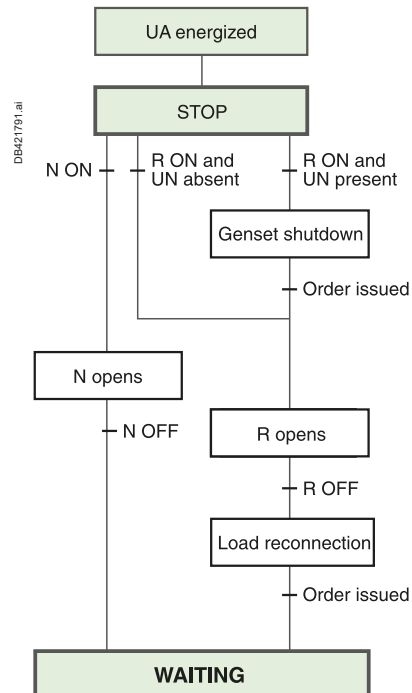 UA energized
DB421791.ai
STOP
N ON
R ON and
UN absent
R ON and
UN present
Genset shutdown
Order issued
N opens
N OFF
R opens
R OFF
Load reconnection
Order issued
WAITING